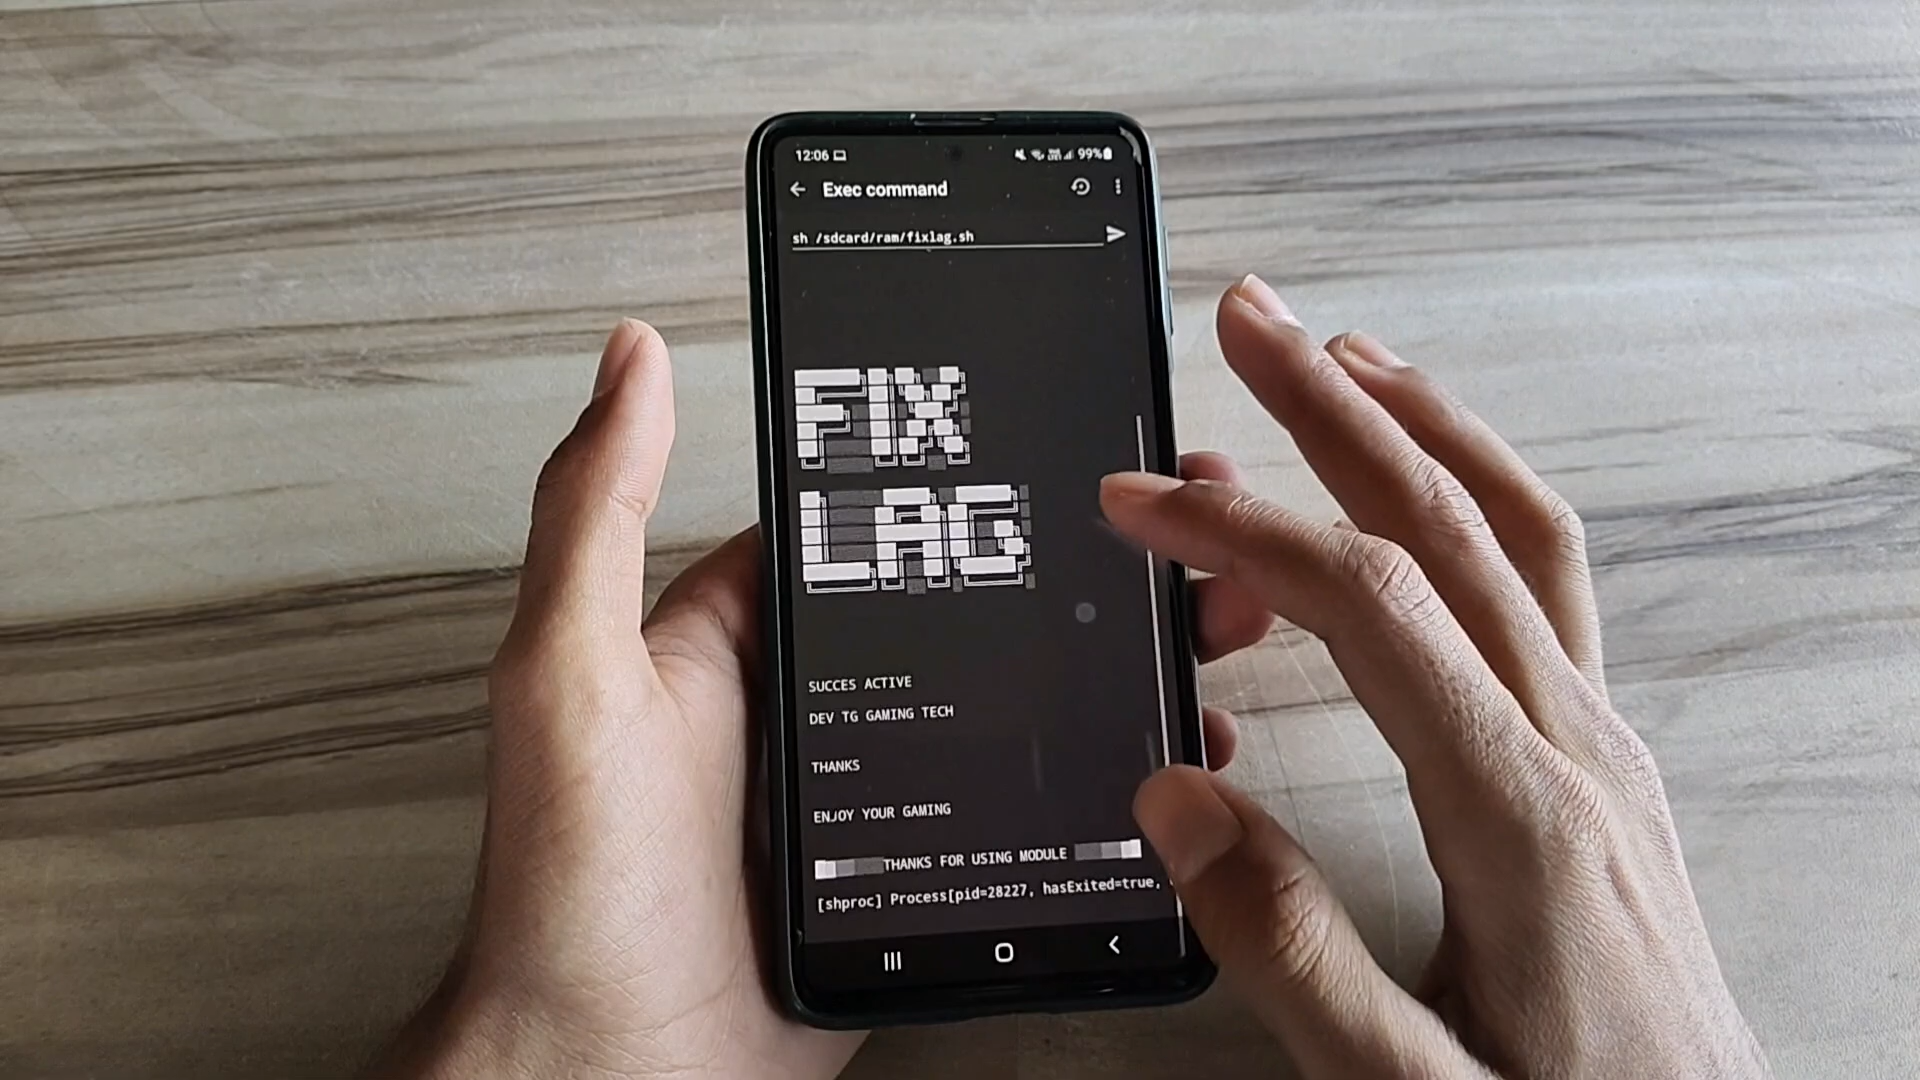 12:06 99%
Exec command
sh /sdcard/ram/fixlag.sh
FIX
LAG
SUCCES ACTIVE
DEV TG GAMING TECH
THANKS
ENJOY YOUR GAMING
THANKS FOR USING MODULE
[shproc] Process[pid=28227, hasExited=true,